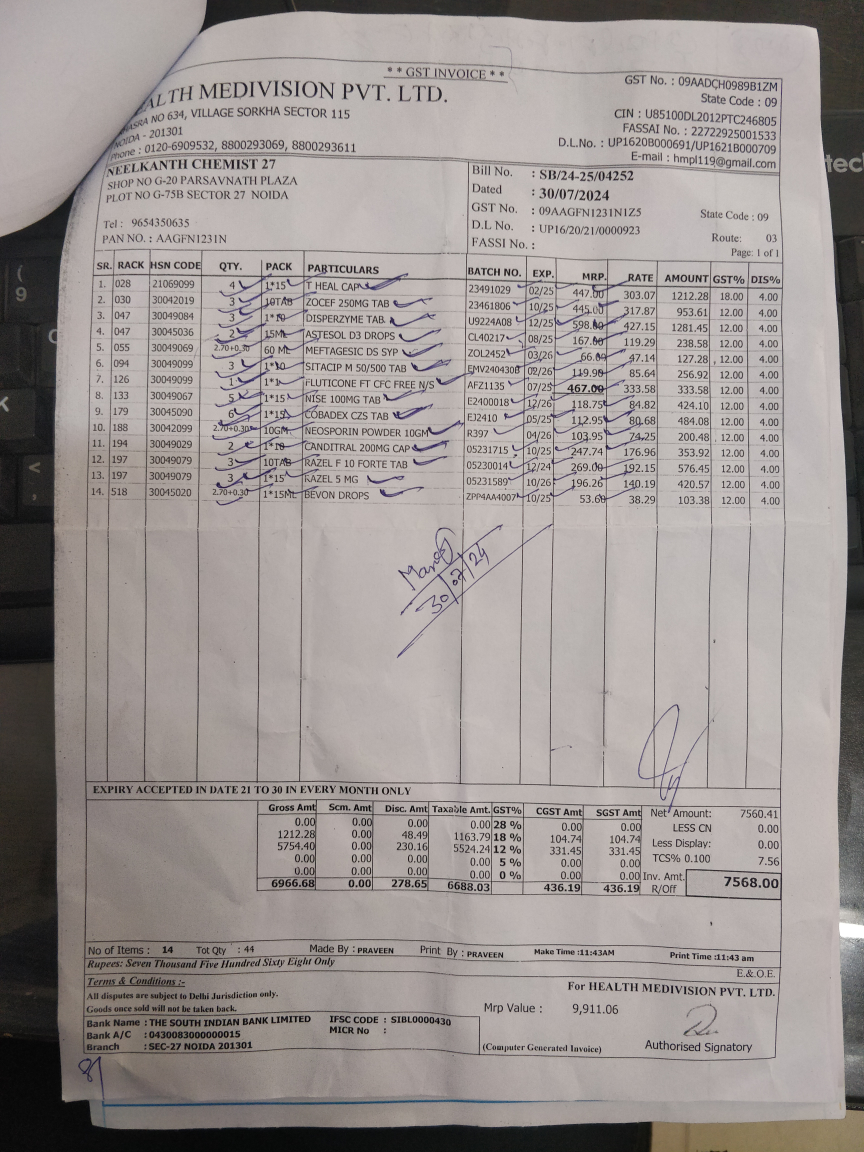 * * GST INVOICE * *
GST No. : 09AADCH0989B1ZM
EALTH MEDIVISION PVT. LTD.
State Code : 09
ASRA NO 634, VILLAGE SORKHA SECTOR 115
CIN : U85100DL2012PTC246805
NOIDA - 201301
FASSAI No. : 22722925001533
Phone : 0120-6909532, 8800293069, 8800293611
D.L.No. : UP1620B000691/UP1621B000709
E-mail : hmpl119@gmail.com
NEELKANTH CHEMIST 27
SHOP NO G-20 PARSAVNATH PLAZA
PLOT NO G-75B SECTOR 27 NOIDA
Tel : 9654350635
PAN NO. : AAGFN1231N
Bill No. : SB/24-25/04252
Dated : 30/07/2024
GST No. : 09AAGFN1231N1Z5 State Code : 09
D.L No. : UP16/20/21/0000923
FASSI No. : Route: 03
Page: 1 of 1
SR. RACK HSN CODE QTY. PACK PARTICULARS BATCH NO. EXP. MRP. RATE AMOUNT GST% DIS%
1. 028 21069099 4 1*15 T HEAL CAP 23491029 02/25 447.00 303.07 1212.28 18.00 4.00
2. 030 30042019 3 10TAB ZOCEF 250MG TAB 23461806 10/25 445.00 317.87 953.61 12.00 4.00
3. 047 30049084 3 1*10 DISPERZYME TAB. U9224A08 12/25 598.00 427.15 1281.45 12.00 4.00
4. 047 30045036 2 15ML ASTESOL D3 DROPS CL40217 08/25 167.00 119.29 238.58 12.00 4.00
5. 055 30049069 2.70+0.30 60 ML MEFTAGESIC DS SYP ZOL2452 03/26 66.00 47.14 127.28 12.00 4.00
6. 094 30049099 3 1*10 SITACIP M 50/500 TAB EMV240430B 02/26 119.90 85.64 256.92 12.00 4.00
7. 126 30049099 1 1*1 FLUTICONE FT CFC FREE N/S AFZ1135 07/25 467.00 333.58 333.58 12.00 4.00
8. 133 30049067 5 1*15 NISE 100MG TAB E2400018 12/26 118.75 84.82 424.10 12.00 4.00
9. 179 30045090 6 1*15 COBADEX CZS TAB EJ2410 05/25 112.95 80.68 484.08 12.00 4.00
10. 188 30042099 2.70+0.30 10GM NEOSPORIN POWDER 10GM R397 04/26 103.95 74.25 200.48 12.00 4.00
11. 194 30049029 2 1*10 CANDITRAL 200MG CAP 05231715 10/25 247.74 176.96 353.92 12.00 4.00
12. 197 30049079 3 10TAB RAZEL F 10 FORTE TAB 05230014 12/24 269.00 192.15 576.45 12.00 4.00
13. 197 30049079 3 1*15 RAZEL 5 MG 05231589 10/26 196.26 140.19 420.57 12.00 4.00
14. 518 30045020 2.70+0.30 1*15ML BEVON DROPS ZPP4AA4007 10/25 53.60 38.29 103.38 12.00 4.00
30/07/24
EXPIRY ACCEPTED IN DATE 21 TO 30 IN EVERY MONTH ONLY
Gross Amt Scm. Amt Disc. Amt Taxable Amt. GST% CGST Amt SGST Amt
0.00 0.00 0.00 0.00 28 % 0.00 0.00
1212.28 0.00 48.49 1163.79 18 % 104.74 104.74
5754.40 0.00 230.16 5524.24 12 % 331.45 331.45
0.00 0.00 0.00 0.00 5 % 0.00 0.00
0.00 0.00 0.00 0.00 0 % 0.00 0.00
6966.68 0.00 278.65 6688.03 436.19 436.19
Net Amount: 7560.41
LESS CN 0.00
Less Display: 0.00
TCS% 0.100 7.56
Inv. Amt. 7568.00
R/Off
No of Items : 14 Tot Qty : 44 Made By : PRAVEEN Print By : PRAVEEN Make Time :11:43AM Print Time :11:43 am
Rupees: Seven Thousand Five Hundred Sixty Eight Only
E.& O.E.
Terms & Conditions :-
All disputes are subject to Delhi Jurisdiction only.
Goods once sold will not be taken back.
Bank Name : THE SOUTH INDIAN BANK LIMITED IFSC CODE : SIBL0000430
Bank A/C : 0430083000000015 MICR No :
Branch : SEC-27 NOIDA 201301
For HEALTH MEDIVISION PVT. LTD.
Mrp Value : 9,911.06
(Computer Generated Invoice) Authorised Signatory